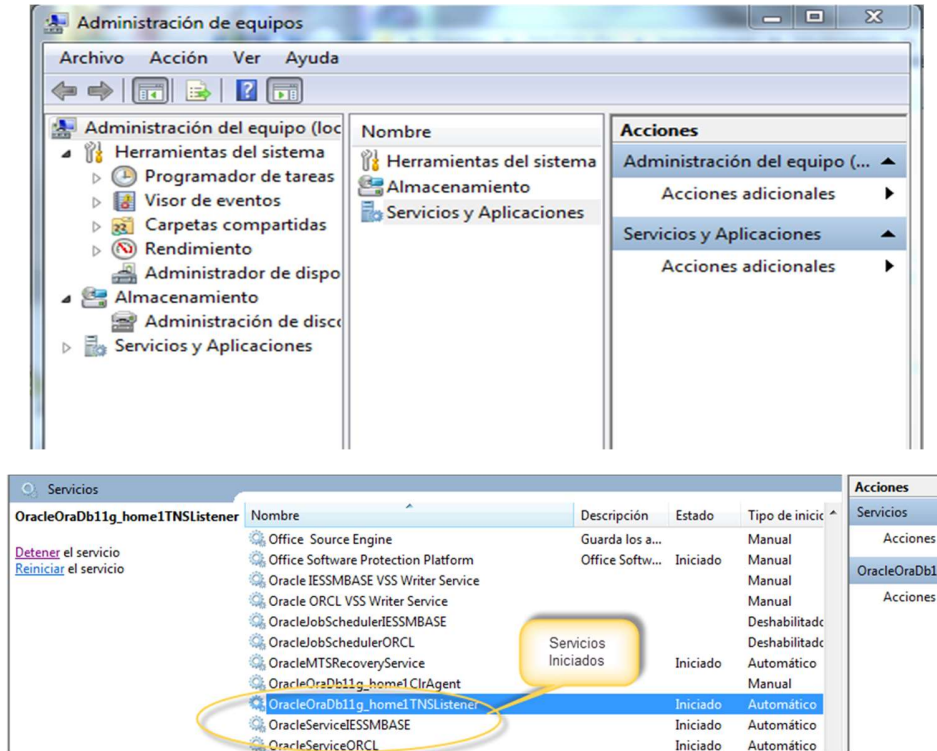 Administración de equipos
Archivo Acción Ver Ayuda
Administración del equipo (loc
Herramientas del sistema
Programador de tareas
Visor de eventos
Carpetas compartidas
Rendimiento
Administrador de dispo
Almacenamiento
Administración de disco
Servicios y Aplicaciones
Nombre
Herramientas del sistema
Almacenamiento
Servicios y Aplicaciones
Acciones
Administración del equipo (...
Acciones adicionales
Servicios y Aplicaciones
Acciones adicionales
Servicios
OracleOraDb11g_home1TNSListener
Detener el servicio
Reiniciar el servicio
Nombre Descripción Estado Tipo de inicic
Office Source Engine Guarda los a... Manual
Office Software Protection Platform Office Softw... Iniciado Manual
Oracle IESSMBASE VSS Writer Service Manual
Oracle ORCL VSS Writer Service Manual
OracleJobSchedulerIESSMBASE Deshabilitado
OracleJobSchedulerORCL Deshabilitado
OracleMTSRecoveryService Iniciado Automático
OracleOraDb11g_home1ClrAgent Manual
OracleOraDb11g_home1TNSListener Iniciado Automático
OracleServiceIESSMBASE Iniciado Automático
OracleServiceORCL Iniciado Automático
Servicios
Iniciados
Acciones
Servicios
Acciones
OracleOraDb1
Acciones